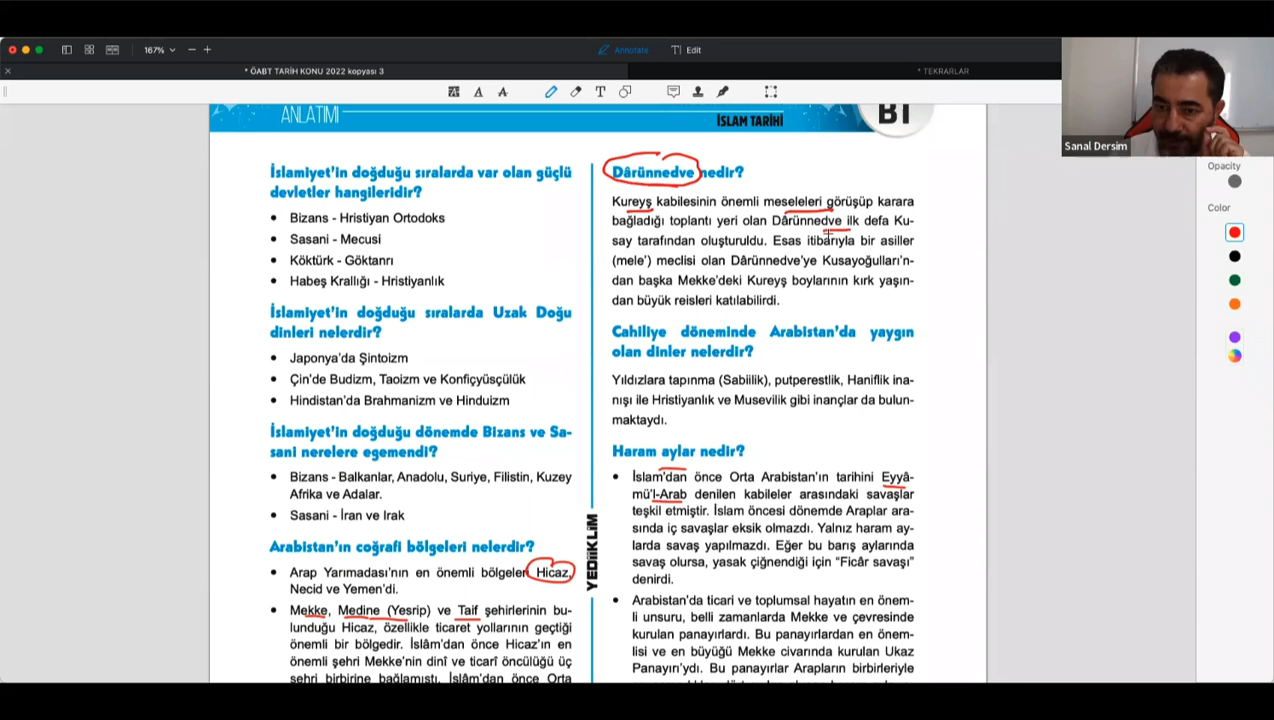 167%
Annotate
Edit
* ÖABT TARİH KONU 2022 kopyası 3
* TEKRARLAR
Sanal Dersim
Opacity
Color
ANLATIMI
İSLAM TARİHİ
İslamiyet'in doğduğu sıralarda var olan güçlü
devletler hangileridir?
• Bizans - Hristiyan Ortodoks
• Sasani - Mecusi
• Köktürk - Göktanrı
• Habeş Krallığı - Hristiyanlık
İslamiyet'in doğduğu sıralarda Uzak Doğu
dinleri nelerdir?
• Japonya'da Şintoizm
• Çin'de Budizm, Taoizm ve Konfiçyüsçülük
• Hindistan'da Brahmanizm ve Hinduizm
İslamiyet'in doğduğu dönemde Bizans ve Sa-
sani nerelere egemendi?
• Bizans - Balkanlar, Anadolu, Suriye, Filistin, Kuzey
Afrika ve Adalar.
• Sasani - İran ve Irak
Arabistan'ın coğrafi bölgeleri nelerdir?
• Arap Yarımadası'nın en önemli bölgeleri Hicaz,
Necid ve Yemen'di.
• Mekke, Medine (Yesrip) ve Taif şehirlerinin bu-
lunduğu Hicaz, özellikle ticaret yollarının geçtiği
önemli bir bölgedir. İslâm'dan önce Hicaz'ın en
önemli şehri Mekke'nin dinî ve ticarî öncülüğü üç
şehri birbirine bağlamıştı. İslâm'dan önce Orta
YEDİİKLİM
Dârünnedve nedir?
Kureyş kabilesinin önemli meseleleri görüşüp karara
bağladığı toplantı yeri olan Dârünnedve ilk defa Ku-
say tarafından oluşturuldu. Esas itibarıyla bir asiller
(mele') meclisi olan Dârünnedve'ye Kusayoğulları'n-
dan başka Mekke'deki Kureyş boylarının kırk yaşın-
dan büyük reisleri katılabilirdi.
Cahiliye döneminde Arabistan'da yaygın
olan dinler nelerdir?
Yıldızlara tapınma (Sabiilik), putperestlik, Haniflik ina-
nışı ile Hristiyanlık ve Musevilik gibi inançlar da bulun-
maktaydı.
Haram aylar nedir?
• İslam'dan önce Orta Arabistan'ın tarihini Eyyâ-
mü'l-Arab denilen kabileler arasındaki savaşlar
teşkil etmiştir. İslam öncesi dönemde Araplar ara-
sında iç savaşlar eksik olmazdı. Yalnız haram ay-
larda savaş yapılmazdı. Eğer bu barış aylarında
savaş olursa, yasak çiğnendiği için “Ficâr savaşı”
denirdi.
• Arabistan'da ticari ve toplumsal hayatın en önem-
li unsuru, belli zamanlarda Mekke ve çevresinde
kurulan panayırlardı. Bu panayırlardan en önem-
lisi ve en büyüğü Mekke civarında kurulan Ukaz
Panayırı'ydı. Bu panayırlar Arapların birbirleriyle